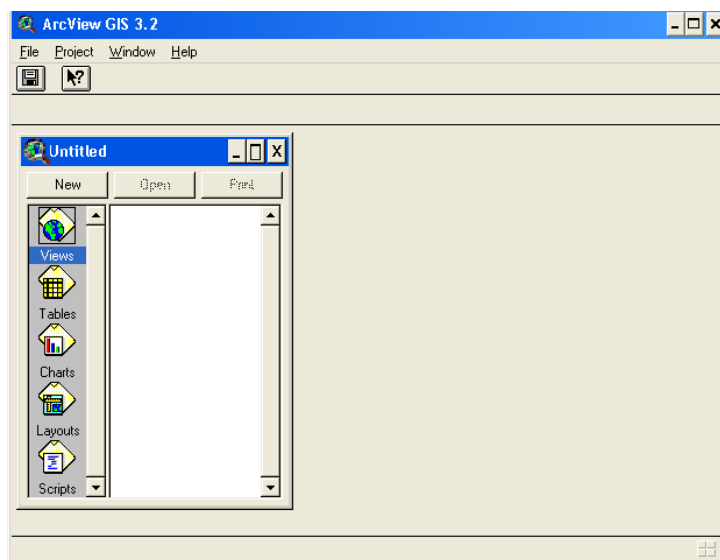 ArcView GIS 3.2
File Project Window Help
Untitled
New Open Print
Views
Tables
Charts
Layouts
Scripts